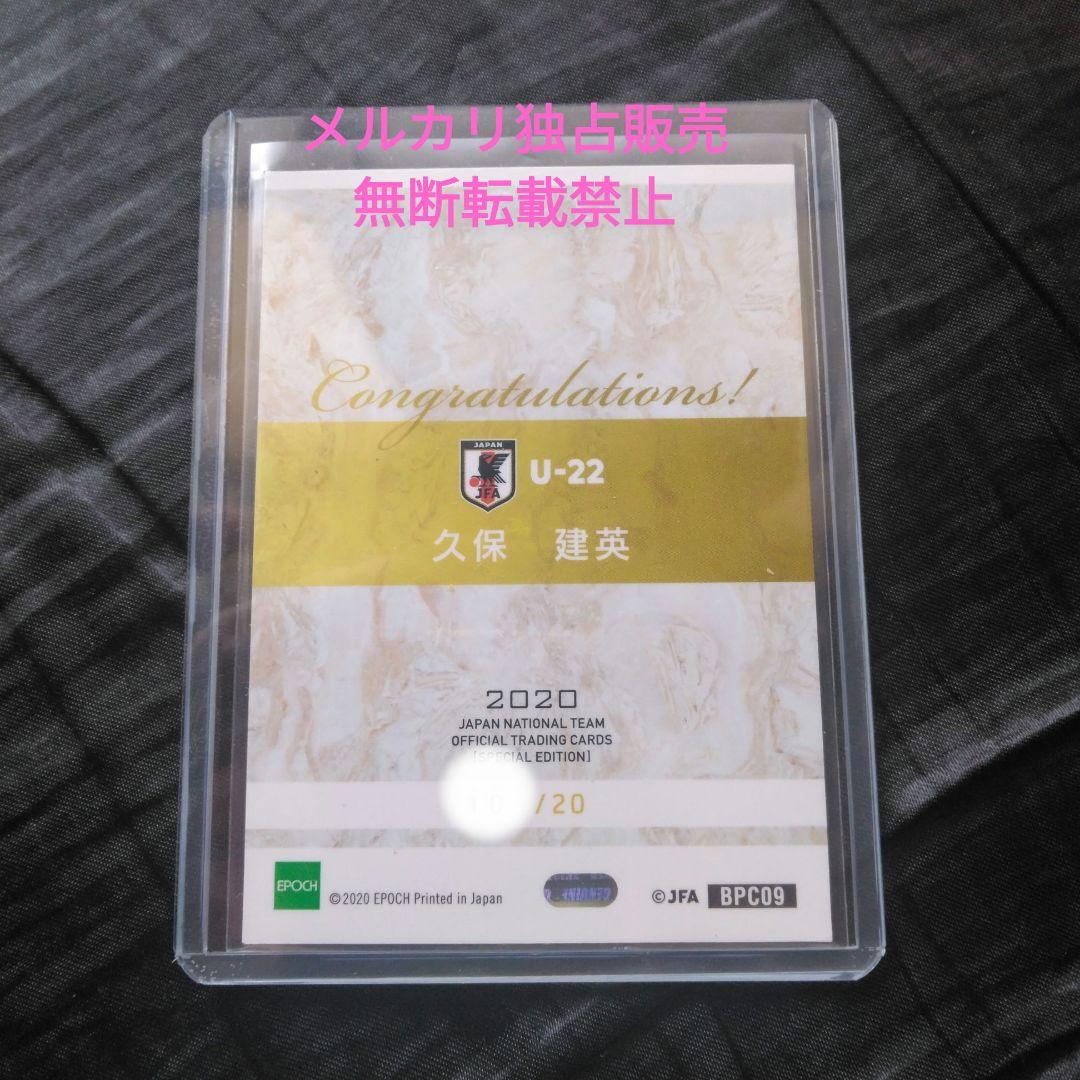 メルカリ独占販売
無断転載禁止
Congratulations!
JAPAN
JFA
U-22
久保 建英
2020
JAPAN NATIONAL TEAM
OFFICIAL TRADING CARDS
[SPECIAL EDITION]
/20
EPOCH
©2020 EPOCH Printed in Japan
©JFA BPC09